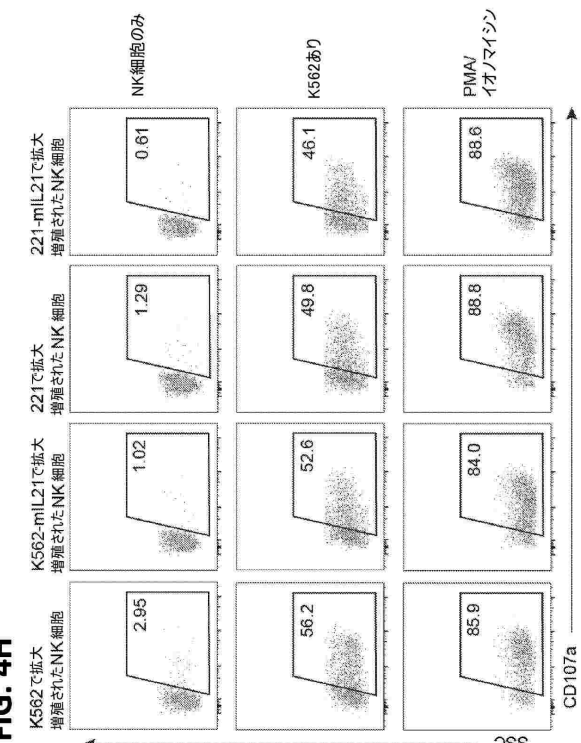 FIG. 4H
K562で拡大
増殖されたNK 細胞
K562-mIL21で拡大
増殖されたNK 細胞
221で拡大
増殖されたNK 細胞
221-mIL21で拡大
増殖されたNK 細胞
2.95
1.02
1.29
0.61
NK細胞のみ
56.2
52.6
49.8
46.1
K562あり
85.9
84.0
88.8
88.6
PMA/
イオノマイシン
SSC
CD107a